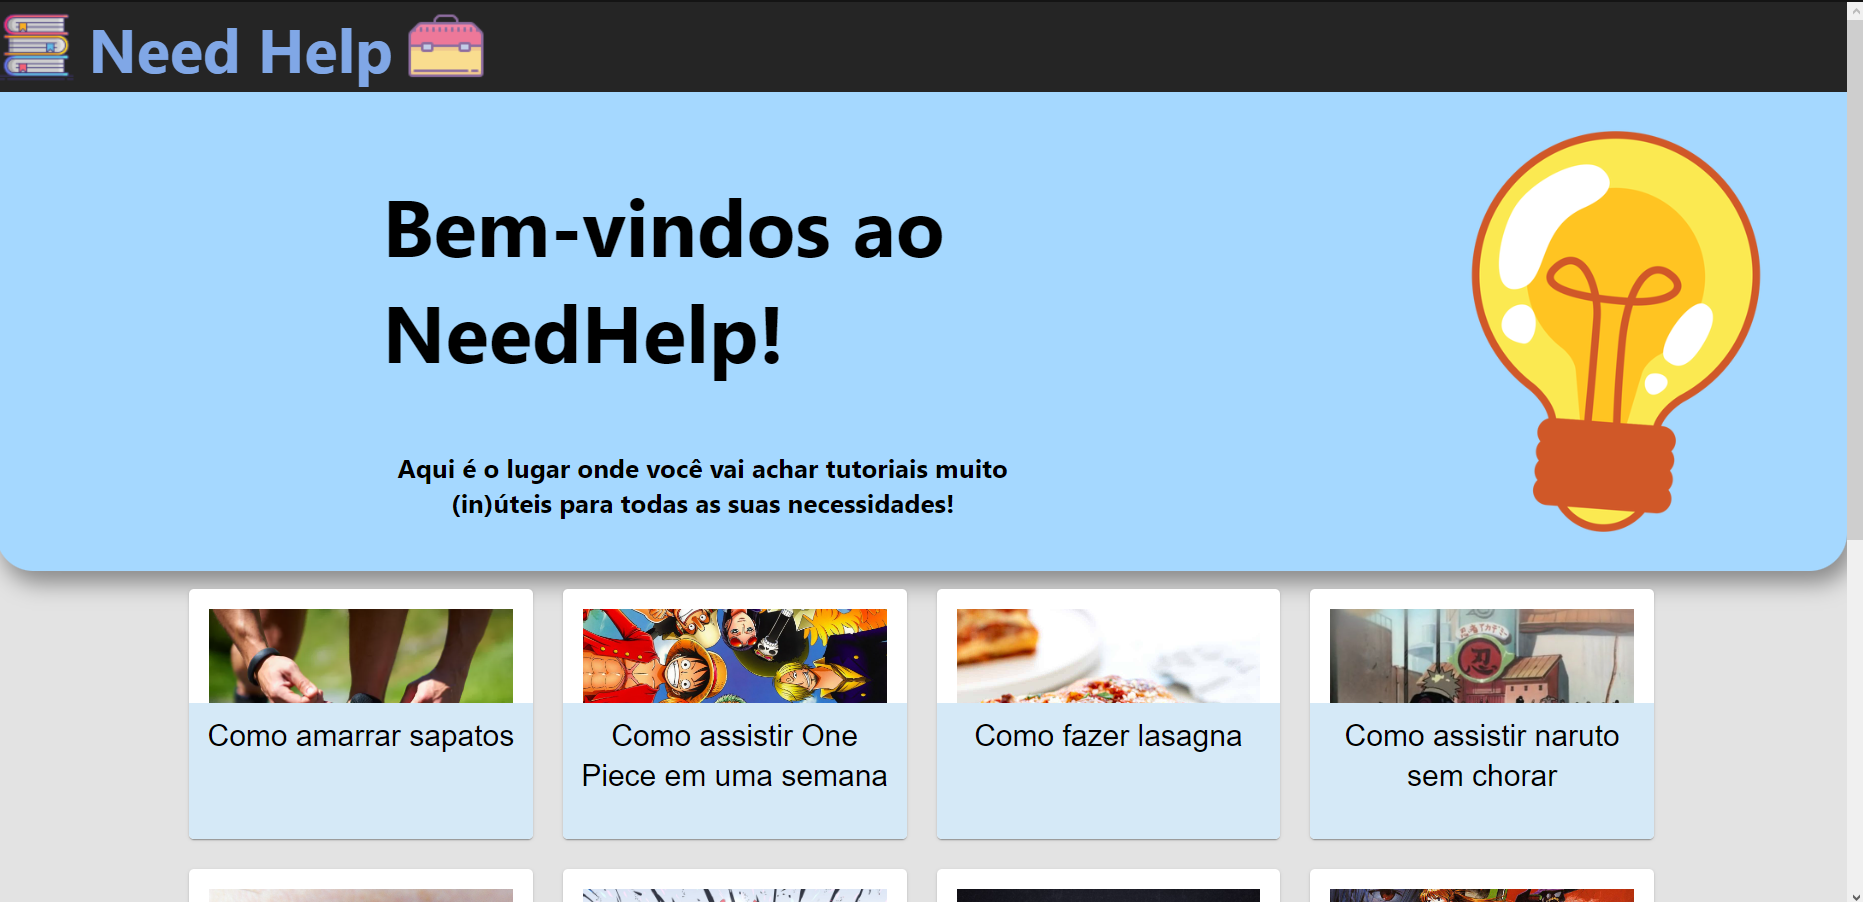 Need Help
Bem-vindos ao
NeedHelp!
Aqui é o lugar onde você vai achar tutoriais muito
(in)úteis para todas as suas necessidades!
Como amarrar sapatos
Como assistir One
Piece em uma semana
Como fazer lasagna
Como assistir naruto
sem chorar